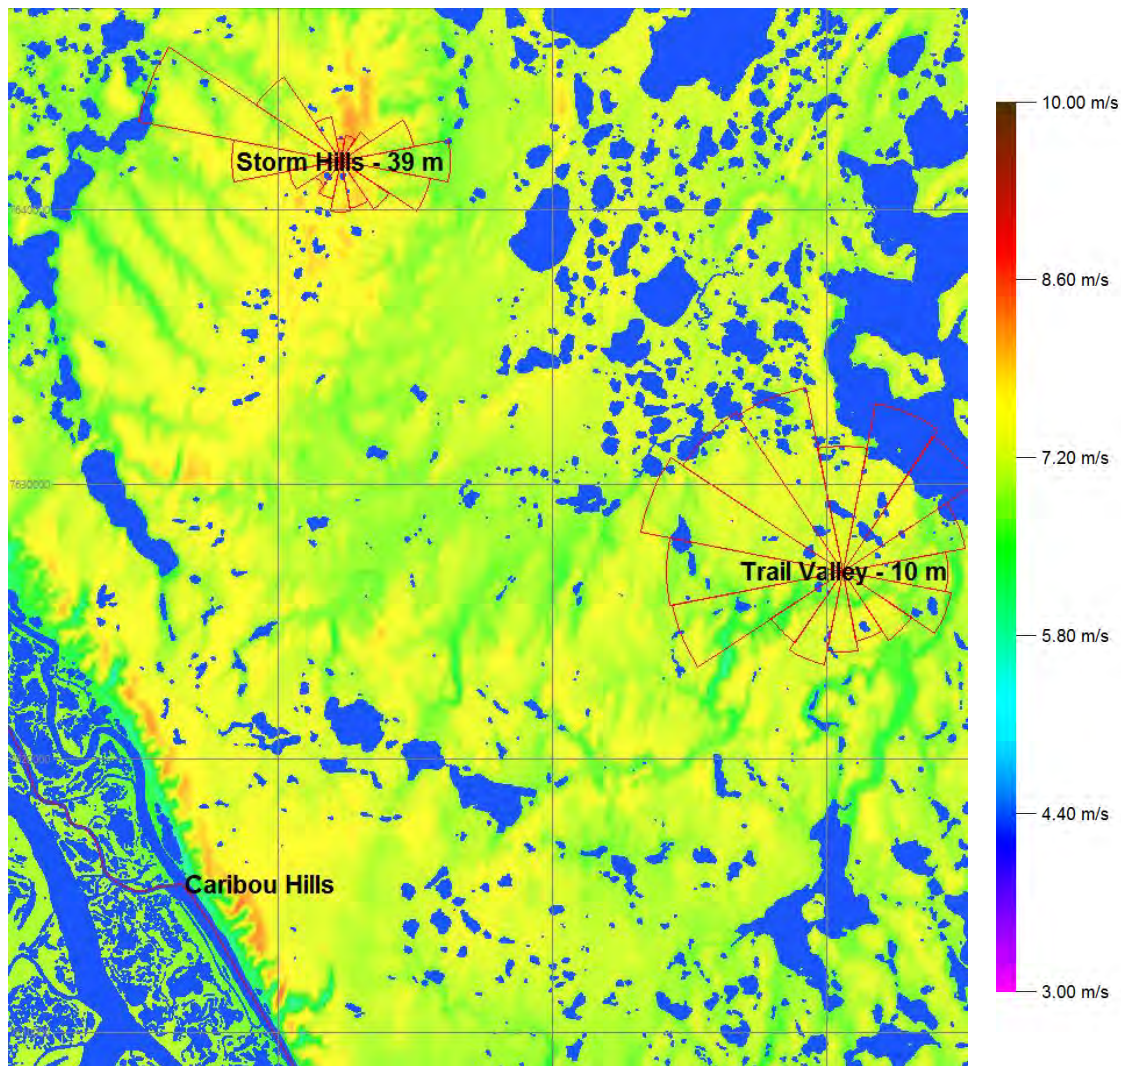 10.00 m/s
Storm Hills - 39 m
7640000
8.60 m/s
7.20 m/s
7630000
Trail Valley - 10 m
5.80 m/s
4.40 m/s
Caribou Hills
3.00 m/s